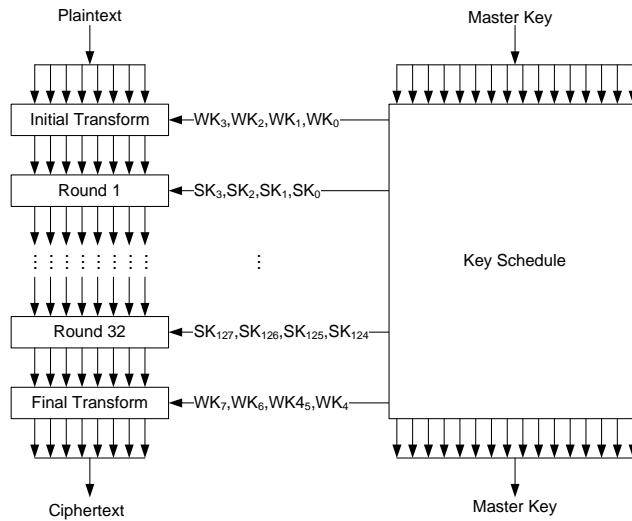 Plaintext
Master Key
Initial Transform
WK₃,WK₂,WK₁,WK₀
Round 1
SK₃,SK₂,SK₁,SK₀
Key Schedule
Round 32
SK₁₂₇,SK₁₂₆,SK₁₂₅,SK₁₂₄
Final Transform
WK₇,WK₆,WK4₅,WK₄
Ciphertext
Master Key